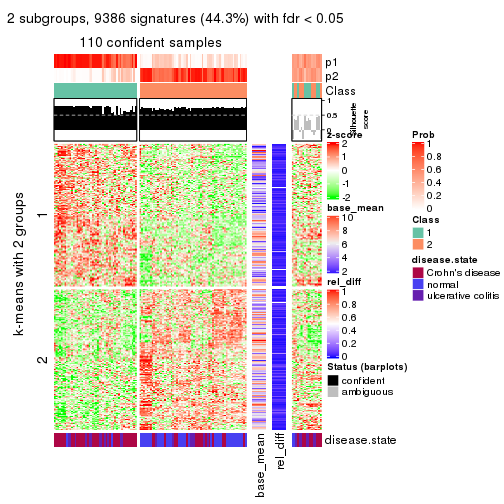 2 subgroups, 9386 signatures (44.3%) with fdr < 0.05
110 confident samples
p1
p2
Class
1
0.5
0
Silhouette
score
k-means with 2 groups
1
2
z-score
2
1
0
-1
-2
base_mean
10
8
6
4
2
rel_diff
1
0.8
0.6
0.4
0.2
0
Status (barplots)
confident
ambiguous
Prob
1
0.8
0.6
0.4
0.2
0
Class
1
2
disease.state
Crohn's disease
normal
ulcerative colitis
disease.state
base_mean
rel_diff